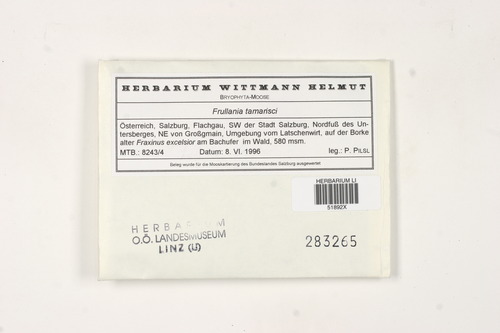 HERBARIUM WITTMANN HELMUT
BRYOPHYTA-MOOSE
Frullania tamarisci
Österreich, Salzburg, Flachgau, SW der Stadt Salzburg, Nordfuß des Un-
tersberges, NE von Großgmain, Umgebung vom Latschenwirt, auf der Borke
alter Fraxinus excelsior am Bachufer im Wald, 580 msm.
MTB.: 8243/4 Datum: 8. VI. 1996 leg.: P. PILSL
Beleg wurde für die Mooskartierung des Bundeslandes Salzburg ausgewertet
HERBARIUM LI
51892X
HERBARIUM
O.Ö. LANDESMUSEUM
LINZ (LI)
283265